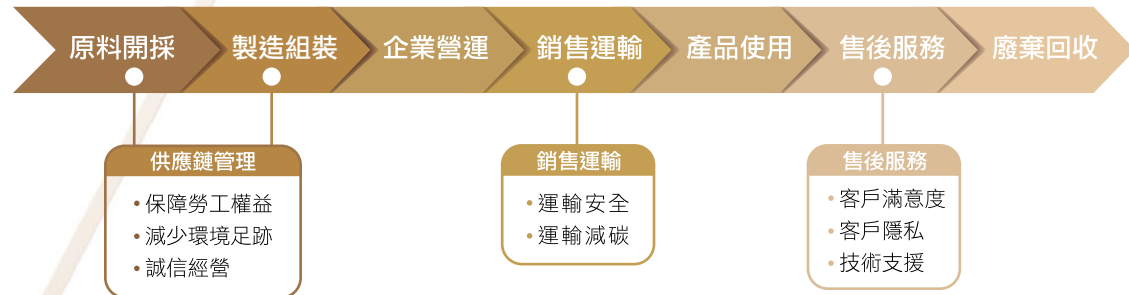 原料開採 製造組裝 企業營運 銷售運輸 產品使用 售後服務 廢棄回收
供應鏈管理
•保障勞工權益
•減少環境足跡
•誠信經營
銷售運輸
•運輸安全
•運輸減碳
售後服務
•客戶滿意度
•客戶隱私
•技術支援